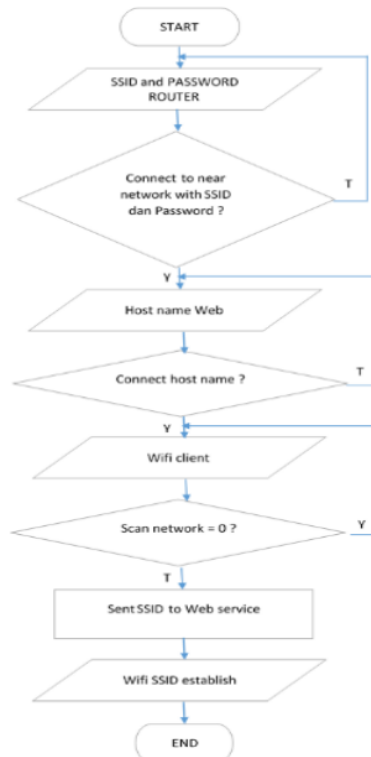 START
SSID and PASSWORD
ROUTER
Connect to near
network with SSID
dan Password ?
T
Y
Host name Web
Connect host name ?
T
Y
Wifi client
Scan network = 0 ?
Y
T
Sent SSID to Web service
Wifi SSID establish
END